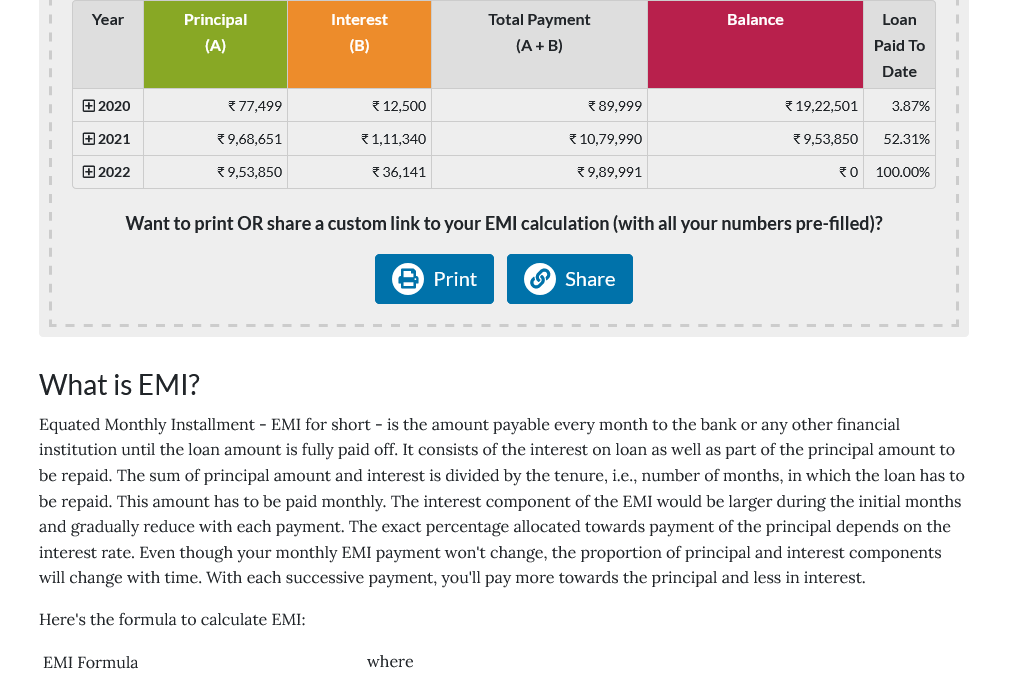 Year Principal (A) Interest (B) Total Payment (A + B) Balance Loan Paid To Date
2020 ₹ 77,499 ₹ 12,500 ₹ 89,999 ₹ 19,22,501 3.87%
2021 ₹ 9,68,651 ₹ 1,11,340 ₹ 10,79,990 ₹ 9,53,850 52.31%
2022 ₹ 9,53,850 ₹ 36,141 ₹ 9,89,991 ₹ 0 100.00%
Want to print OR share a custom link to your EMI calculation (with all your numbers pre-filled)?
Print Share
What is EMI?
Equated Monthly Installment - EMI for short - is the amount payable every month to the bank or any other financial
institution until the loan amount is fully paid off. It consists of the interest on loan as well as part of the principal amount to
be repaid. The sum of principal amount and interest is divided by the tenure, i.e., number of months, in which the loan has to
be repaid. This amount has to be paid monthly. The interest component of the EMI would be larger during the initial months
and gradually reduce with each payment. The exact percentage allocated towards payment of the principal depends on the
interest rate. Even though your monthly EMI payment won't change, the proportion of principal and interest components
will change with time. With each successive payment, you'll pay more towards the principal and less in interest.
Here's the formula to calculate EMI:
EMI Formula where